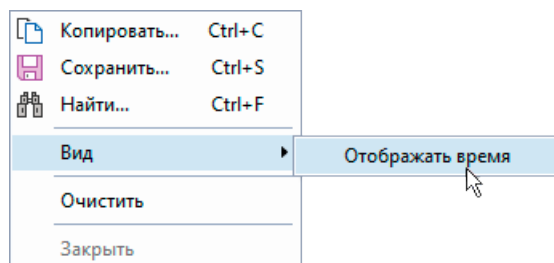 Копировать... Ctrl+C
Сохранить... Ctrl+S
Найти... Ctrl+F
Вид Отображать время
Очистить
Закрыть